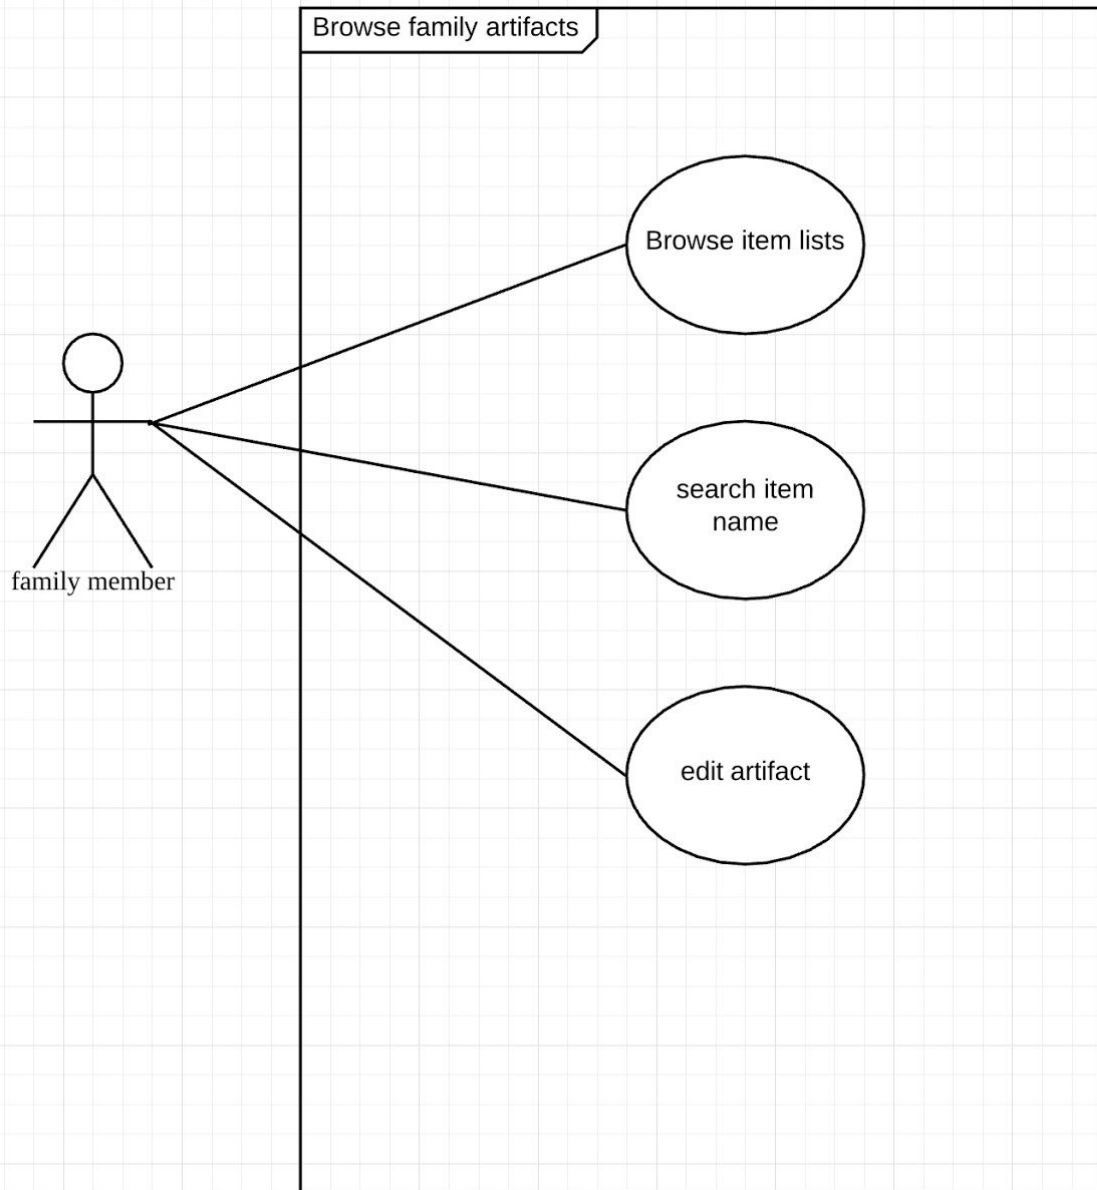 Browse family artifacts
Browse item lists
search item
name
family member
edit artifact